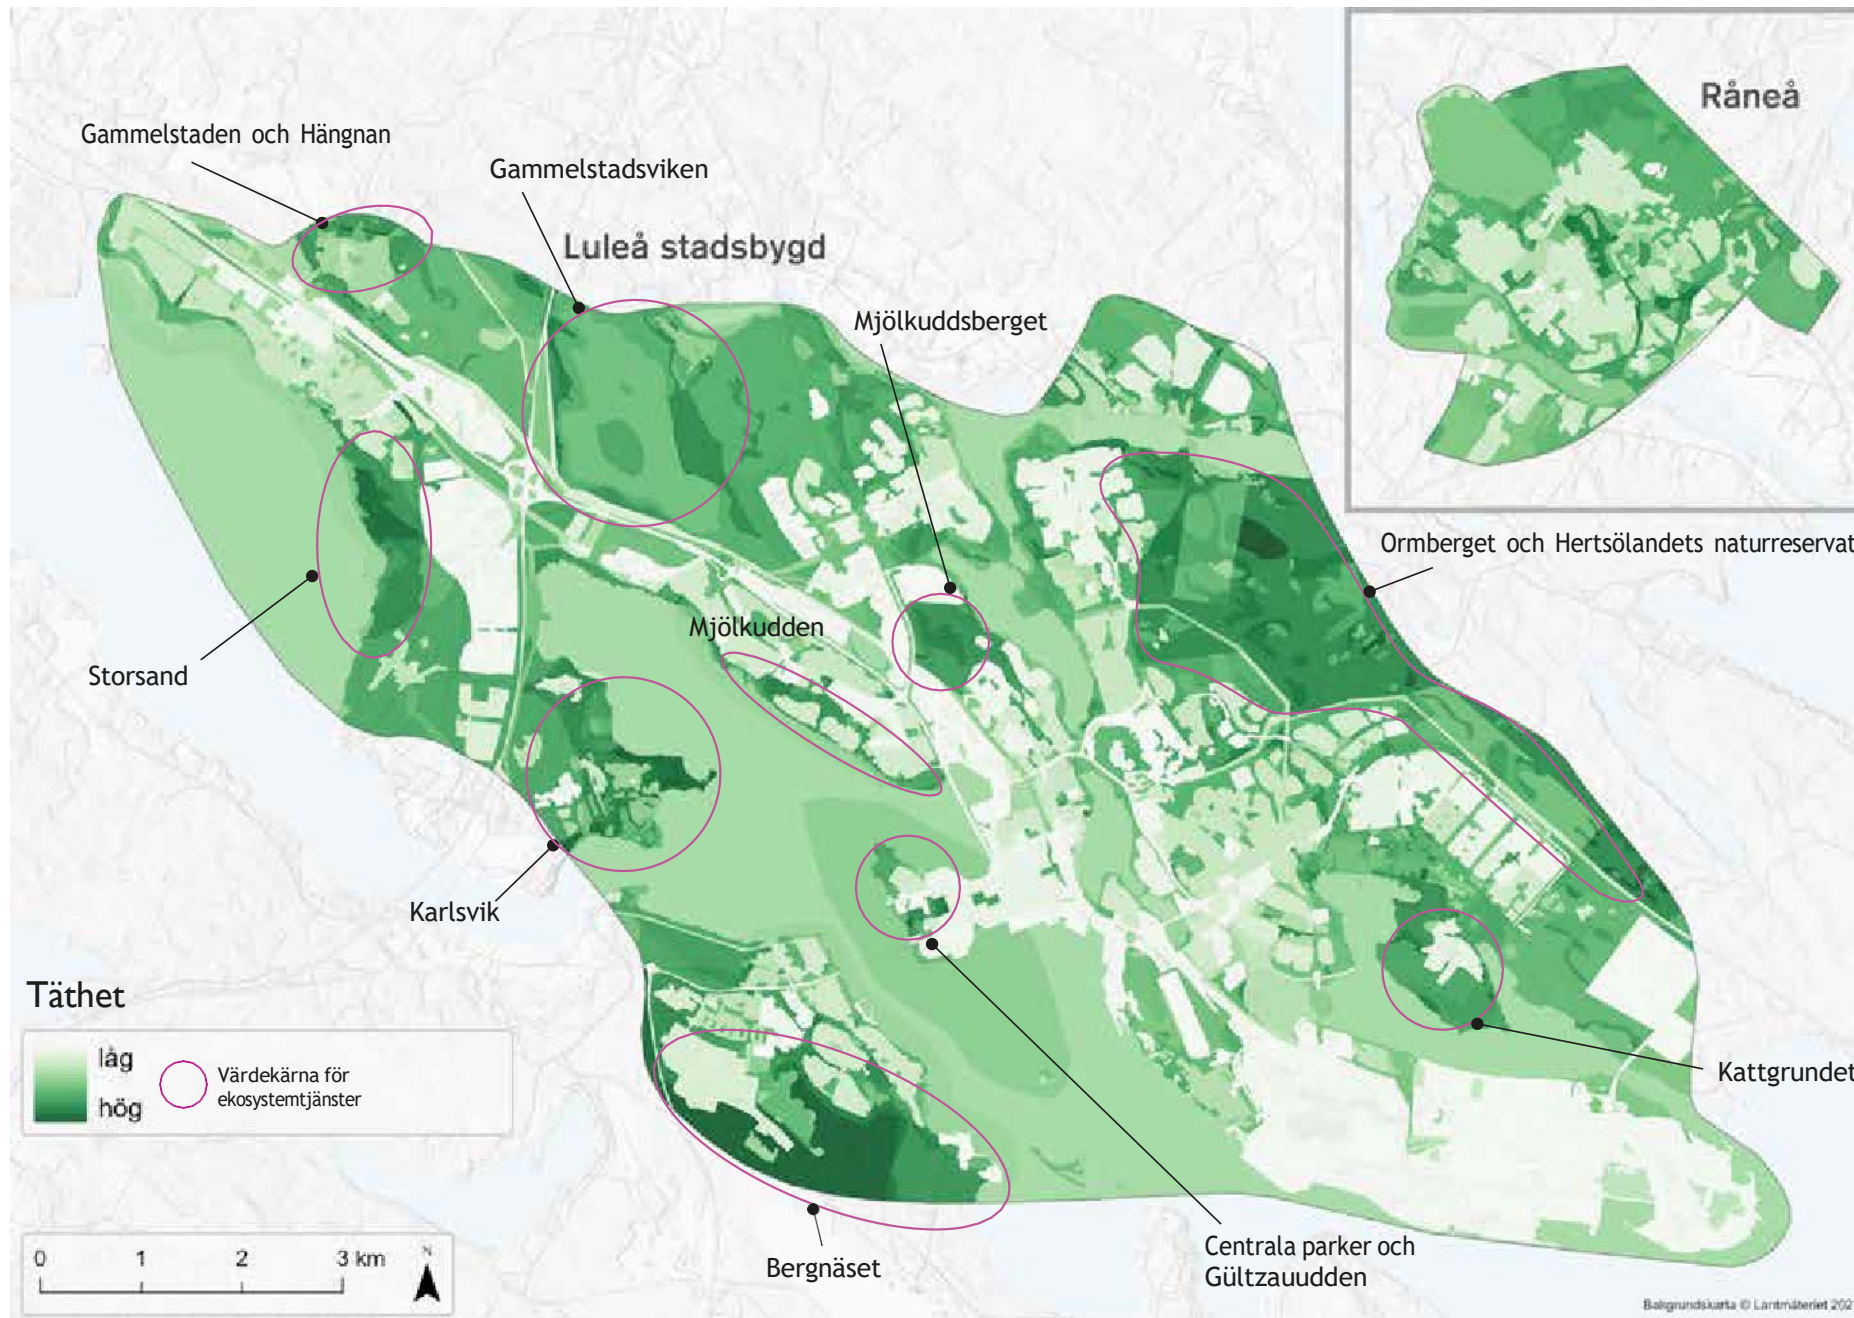 Råneå
Gammelstaden och Hängnan
Gammelstadsviken
Luleå stadsbygd
Mjölkuddsberget
Ormberget och Hertsölandets naturreservat
Mjölkudden
Storsand
Karlsvik
Täthet
låg
hög
Värdekärna för
ekosystemtjänster
Kattgrundet
Centrala parker och
Gültzauudden
Bergnäset
0 1 2 3 km
N
Bakgrundskarta © Lantmäteriet 202